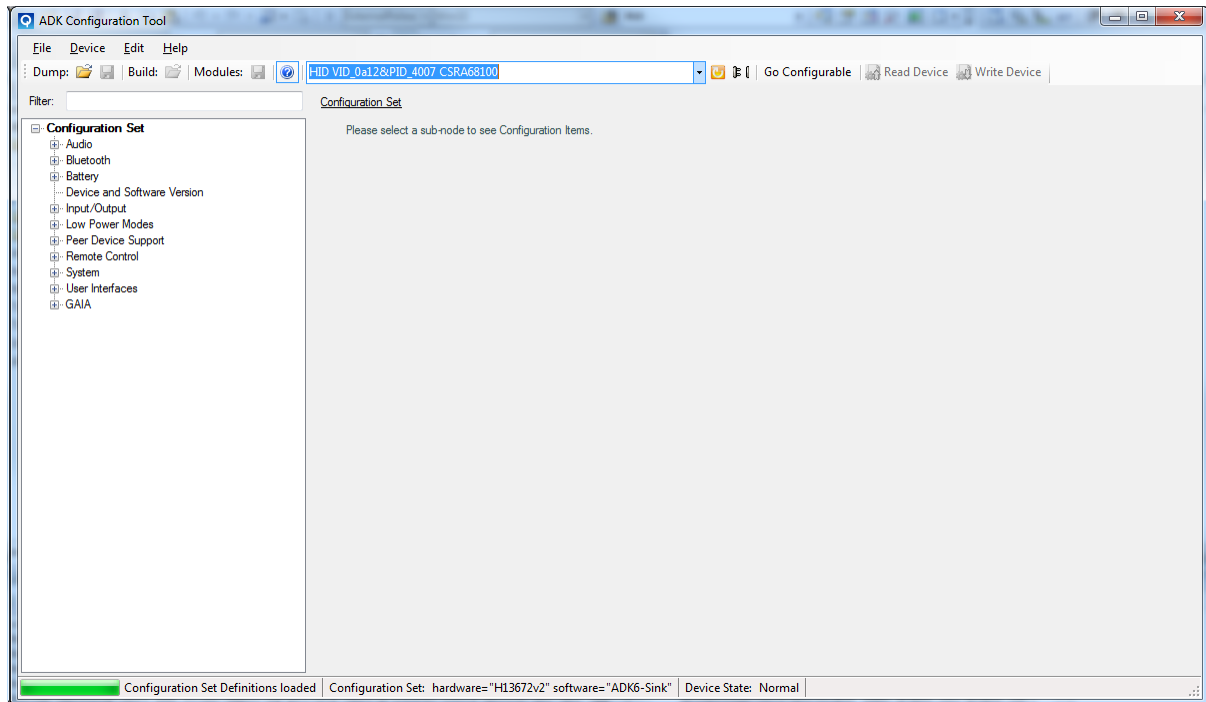 ADK Configuration Tool
File Device Edit Help
Dump: Build: Modules: HID VID_0a12&PID_4007 CSRA68100 Go Configurable Read Device Write Device
Filter:
Configuration Set
Please select a sub-node to see Configuration Items.
Configuration Set
Audio
Bluetooth
Battery
Device and Software Version
Input/Output
Low Power Modes
Peer Device Support
Remote Control
System
User Interfaces
GAIA
Configuration Set Definitions loaded Configuration Set: hardware="H13672v2" software="ADK6-Sink" Device State: Normal